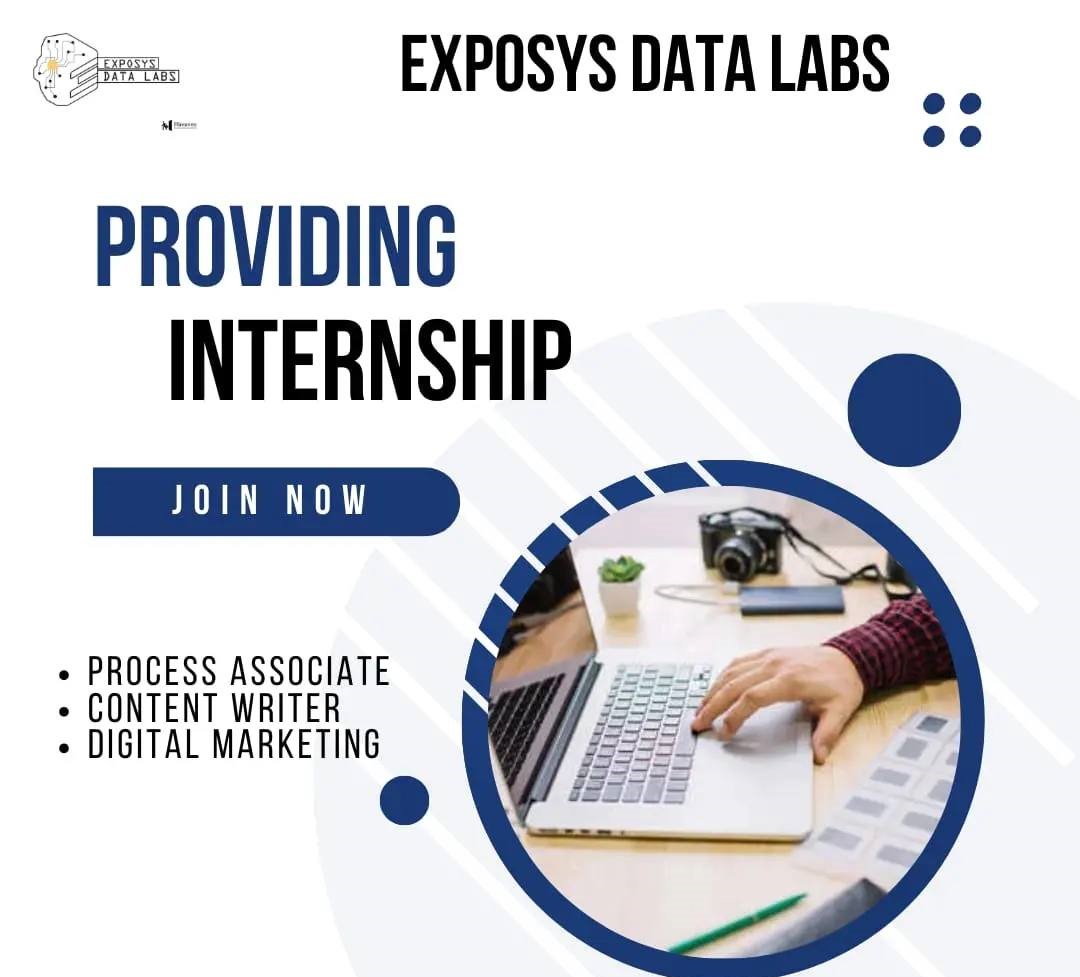 EXPOSYS
DATA LABS
EXPOSYS DATA LABS
PROVIDING
INTERNSHIP
JOIN NOW
• PROCESS ASSOCIATE
• CONTENT WRITER
• DIGITAL MARKETING